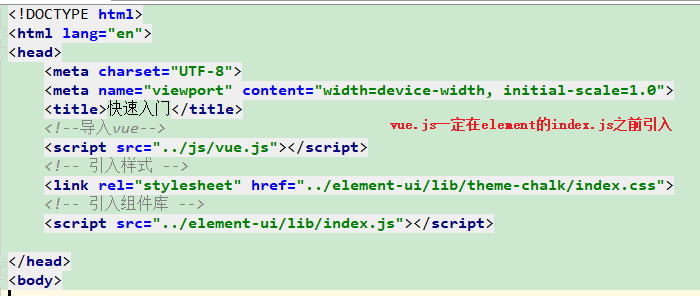 <!DOCTYPE html>
<html lang="en">
<head>
<meta charset="UTF-8">
<meta name="viewport" content="width=device-width, initial-scale=1.0">
<title>快速入门</title>
<!--导入vue-->
vue.js一定在element的index.js之前引入
<script src="../js/vue.js"></script>
<!-- 引入样式 -->
<link rel="stylesheet" href="../element-ui/lib/theme-chalk/index.css">
<!-- 引入组件库 -->
<script src="../element-ui/lib/index.js"></script>
</head>
<body>